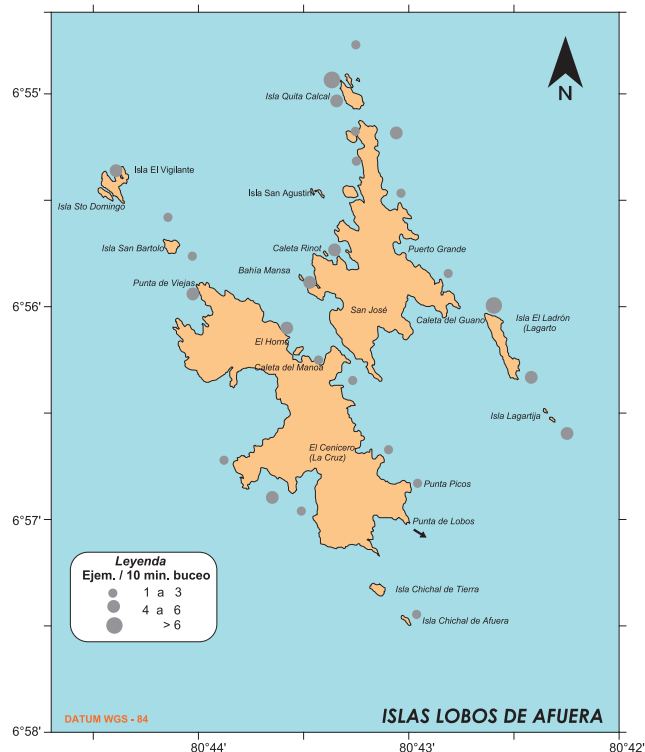 6°55'
6°56'
6°57'
6°58'
80°44'
80°43'
80°42'
N
Isla Quita Calcal
Isla El Vigilante
Isla Sto Domingo
Isla San Agustin
Isla San Bartolo
Caleta Rinot
Puerto Grande
Bahía Mansa
Punta de Viejas
San José
Caleta del Guano
Isla El Ladrón
(Lagarto
El Horno
Caleta del Manoa
Isla Lagartija
El Cenicero
(La Cruz)
Punta Picos
Punta de Lobos
Isla Chichal de Tierra
Isla Chichal de Afuera
Leyenda
Ejem. / 10 min. buceo
1 a 3
4 a 6
> 6
DATUM WGS - 84
ISLAS LOBOS DE AFUERA